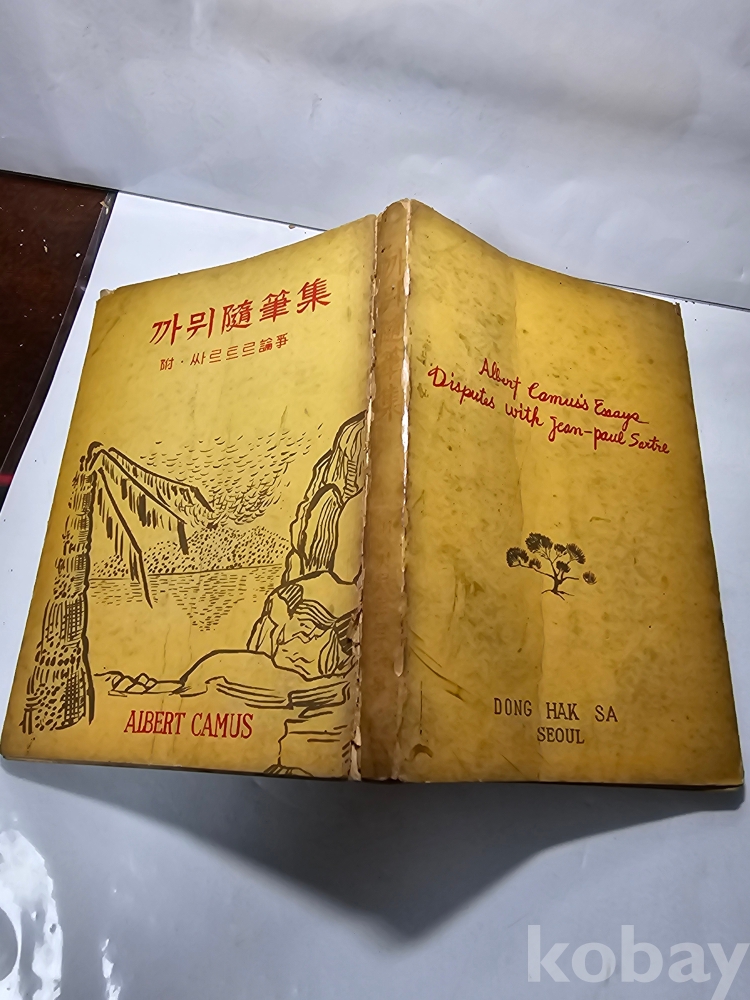 까뮈隨筆集
附·싸르트르論爭
ALBERT CAMUS
Albert Camus's Essays
Disputes with Jean-paul Sartre
DONG HAK SA
SEOUL
kobay